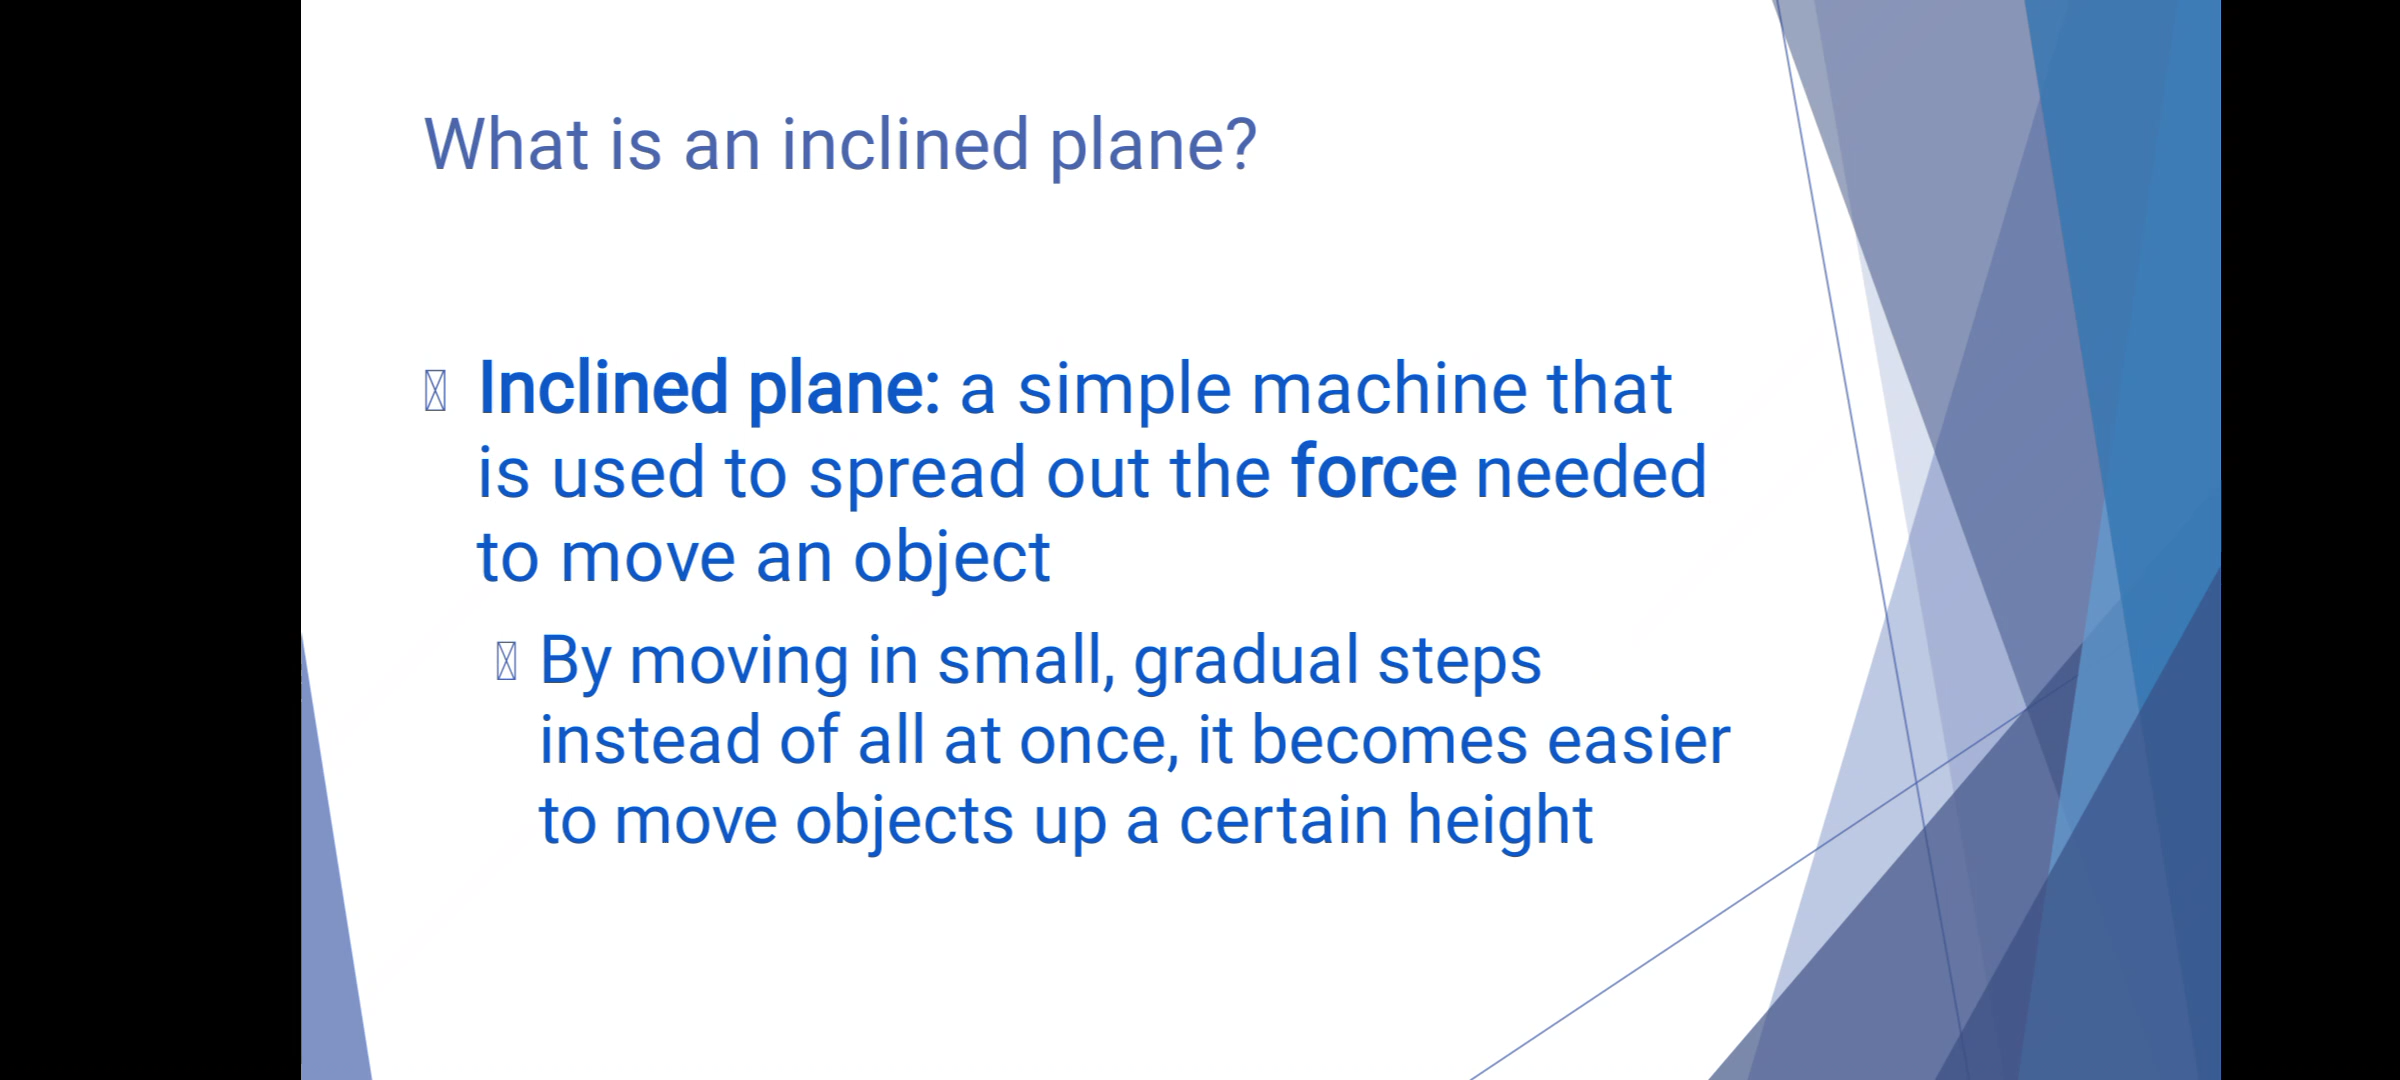 What is an inclined plane?
Inclined plane: a simple machine that
is used to spread out the force needed
to move an object
By moving in small, gradual steps
instead of all at once, it becomes easier
to move objects up a certain height